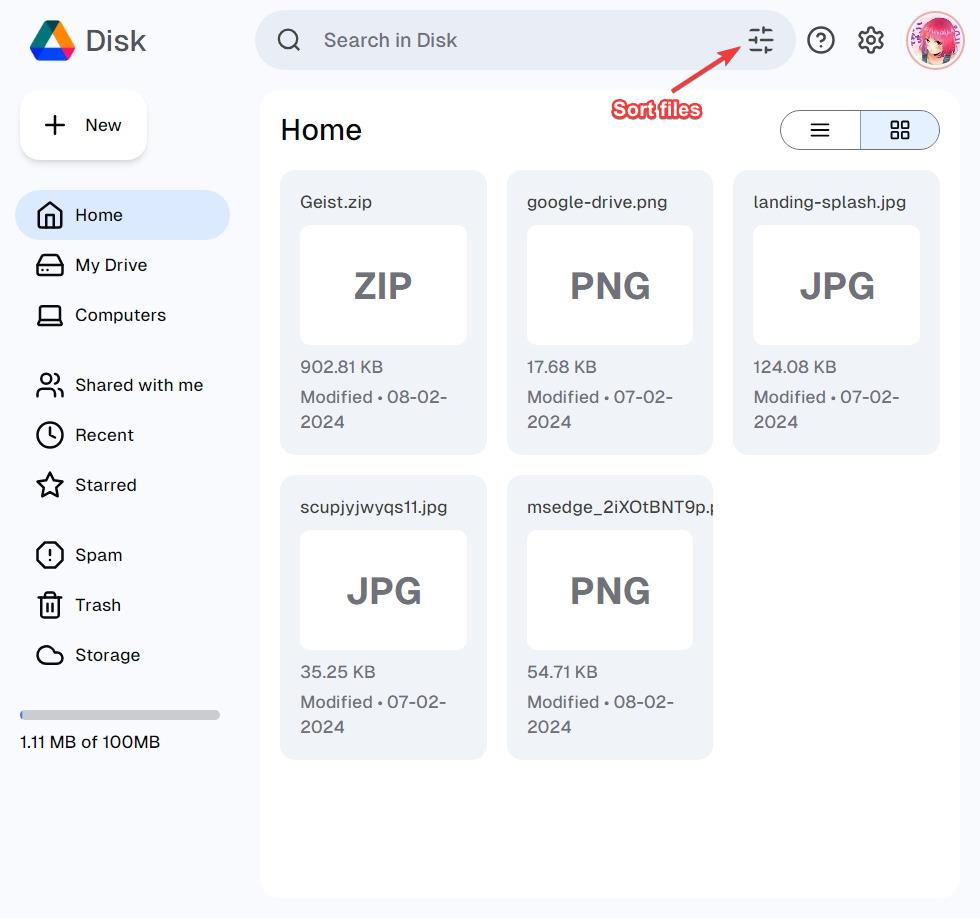 Disk
Search in Disk
Sort files
New
Home
Home
My Drive
Computers
Shared with me
Recent
Starred
Spam
Trash
Storage
1.11 MB of 100MB
Geist.zip
ZIP
902.81 KB
Modified • 08-02-
2024
google-drive.png
PNG
17.68 KB
Modified • 07-02-
2024
landing-splash.jpg
JPG
124.08 KB
Modified • 07-02-
2024
scupjyjwyqs11.jpg
JPG
35.25 KB
Modified • 07-02-
2024
msedge_2iXOtBNT9p.p
PNG
54.71 KB
Modified • 08-02-
2024